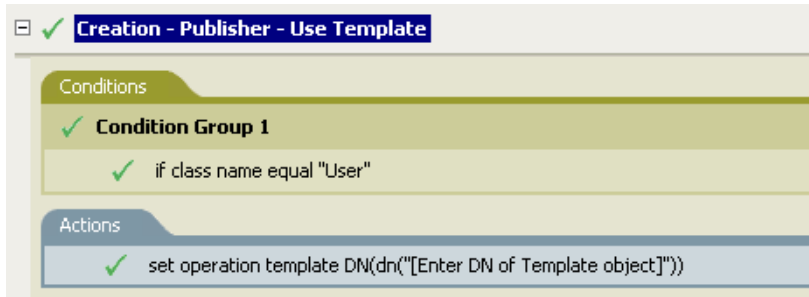 Creation - Publisher - Use Template
Conditions
Condition Group 1
if class name equal "User"
Actions
set operation template DN(dn("[Enter DN of Template object]"))